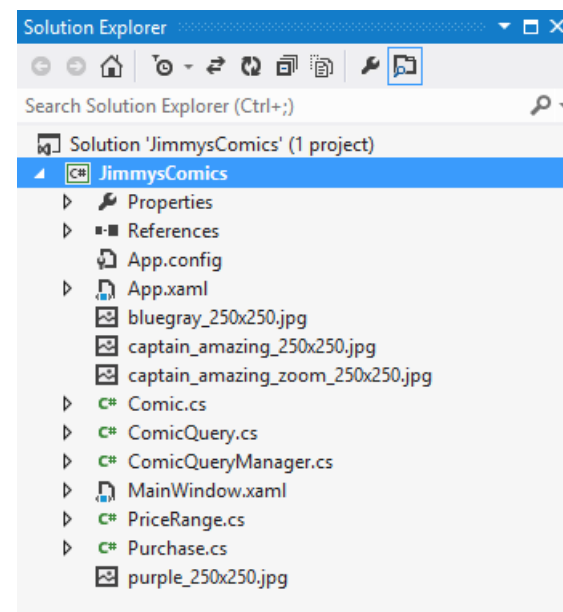 Solution Explorer
Search Solution Explorer (Ctrl+;)
Solution 'JimmysComics' (1 project)
C# JimmysComics
Properties
References
App.config
App.xaml
bluegray_250x250.jpg
captain_amazing_250x250.jpg
captain_amazing_zoom_250x250.jpg
C# Comic.cs
C# ComicQuery.cs
C# ComicQueryManager.cs
MainWindow.xaml
C# PriceRange.cs
C# Purchase.cs
purple_250x250.jpg